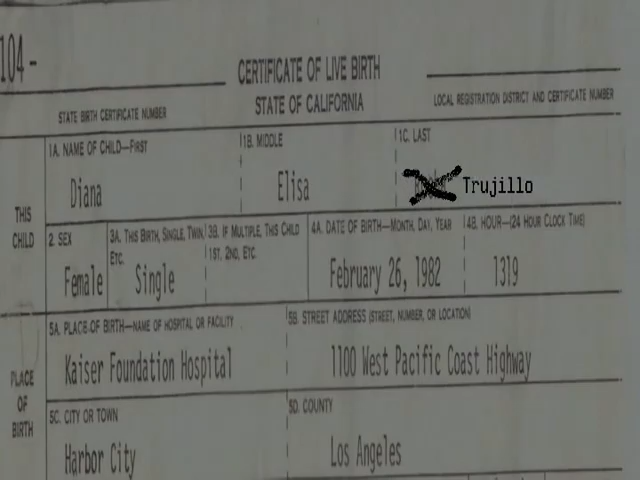 104-
CERTIFICATE OF LIVE BIRTH
STATE OF CALIFORNIA
STATE BIRTH CERTIFICATE NUMBER
LOCAL REGISTRATION DISTRICT AND CERTIFICATE NUMBER
THIS CHILD
1A. NAME OF CHILD—FIRST
Diana
1B. MIDDLE
Elisa
1C. LAST
Trujillo
2. SEX
Female
3A. THIS BIRTH, SINGLE, TWIN, ETC.
Single
3B. IF MULTIPLE, THIS CHILD 1ST, 2ND, ETC.
4A. DATE OF BIRTH—MONTH, DAY, YEAR
February 26, 1982
4B. HOUR—(24 HOUR CLOCK TIME)
1319
PLACE OF BIRTH
5A. PLACE OF BIRTH—NAME OF HOSPITAL OR FACILITY
Kaiser Foundation Hospital
5B. STREET ADDRESS (STREET, NUMBER, OR LOCATION)
1100 West Pacific Coast Highway
5C. CITY OR TOWN
Harbor City
5D. COUNTY
Los Angeles